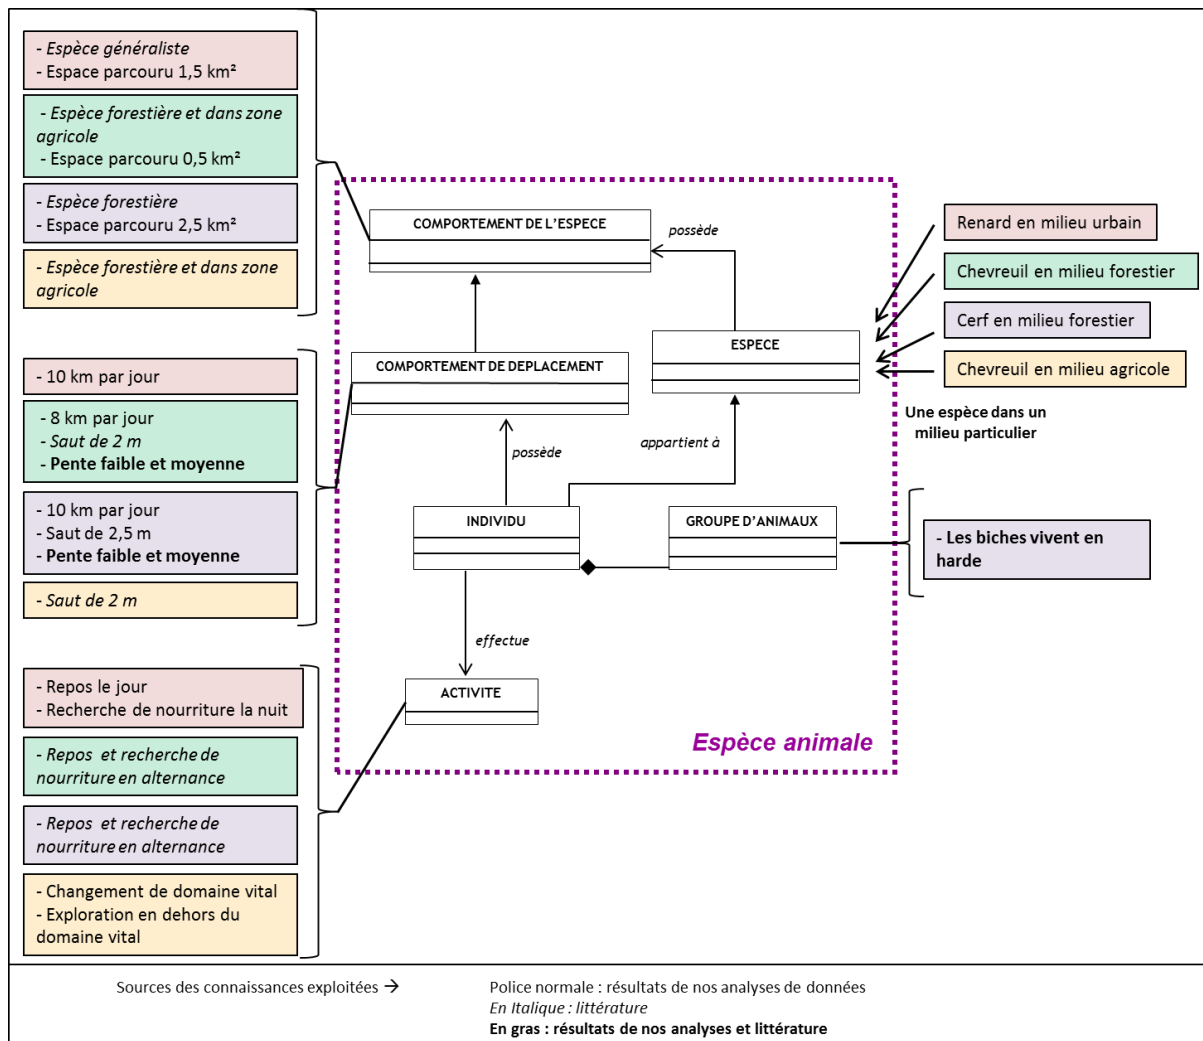 - Espèce généraliste
- Espace parcouru 1,5 km²
- Espèce forestière et dans zone
agricole
- Espace parcouru 0,5 km²
- Espèce forestière
- Espace parcouru 2,5 km²
- Espèce forestière et dans zone
agricole
- 10 km par jour
- 8 km par jour
- Saut de 2 m
- Pente faible et moyenne
- 10 km par jour
- Saut de 2,5 m
- Pente faible et moyenne
- Saut de 2 m
- Repos le jour
- Recherche de nourriture la nuit
- Repos et recherche de
nourriture en alternance
- Repos et recherche de
nourriture en alternance
- Changement de domaine vital
- Exploration en dehors du
domaine vital
COMPORTEMENT DE L'ESPECE
possède
ESPECE
COMPORTEMENT DE DEPLACEMENT
possède
appartient à
INDIVIDU
GROUPE D'ANIMAUX
effectue
ACTIVITE
Espèce animale
Renard en milieu urbain
Chevreuil en milieu forestier
Cerf en milieu forestier
Chevreuil en milieu agricole
Une espèce dans un
milieu particulier
- Les biches vivent en
harde
Sources des connaissances exploitées →
Police normale : résultats de nos analyses de données
En Italique : littérature
En gras : résultats de nos analyses et littérature